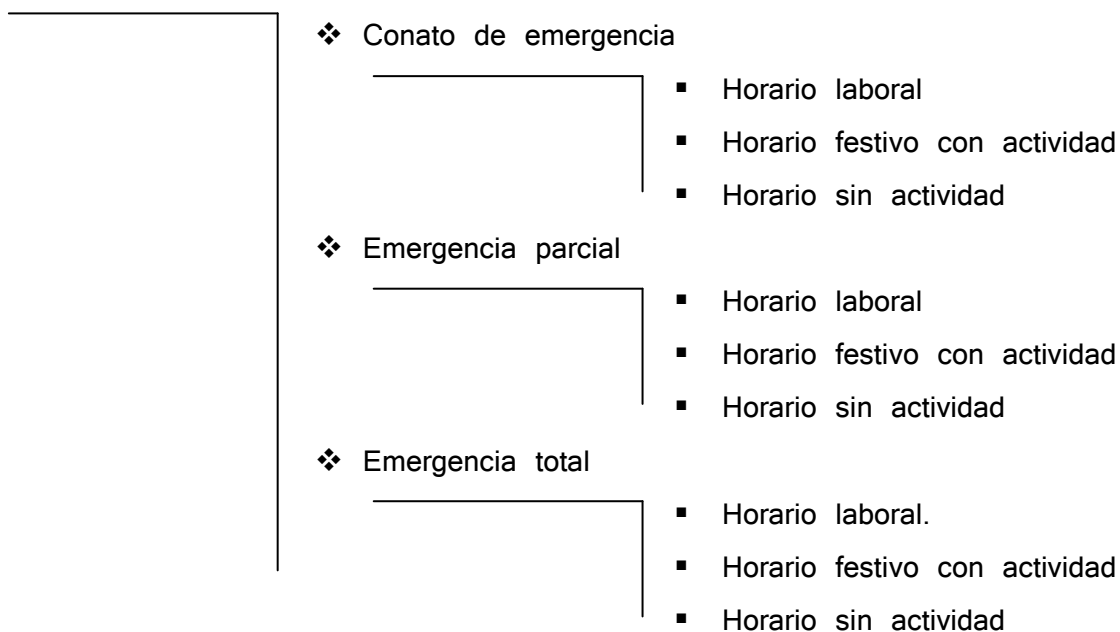 ❖ Conato de emergencia
▪ Horario laboral
▪ Horario festivo con actividad
▪ Horario sin actividad
❖ Emergencia parcial
▪ Horario laboral
▪ Horario festivo con actividad
▪ Horario sin actividad
❖ Emergencia total
▪ Horario laboral.
▪ Horario festivo con actividad
▪ Horario sin actividad